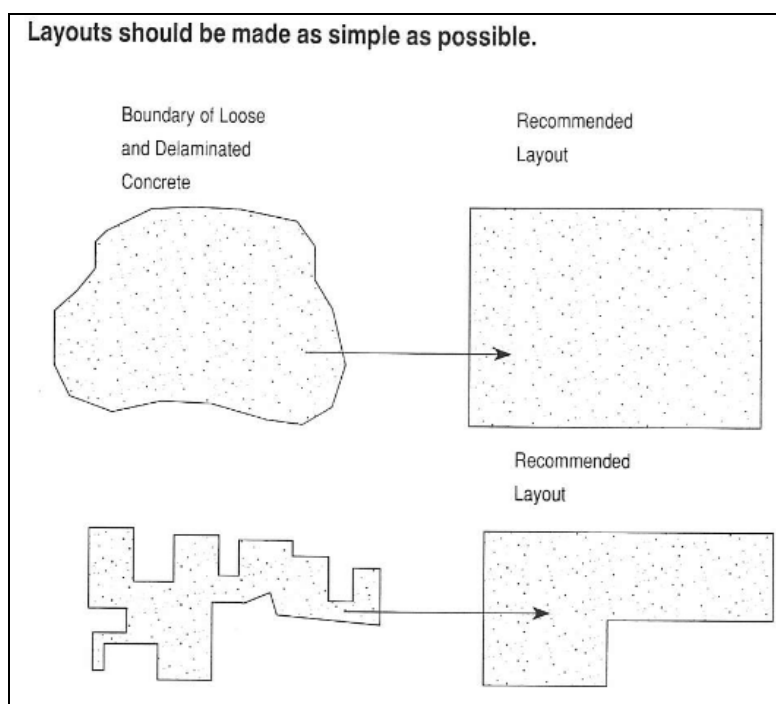 Layouts should be made as simple as possible.
Boundary of Loose
and Delaminated
Concrete
Recommended
Layout
Recommended
Layout